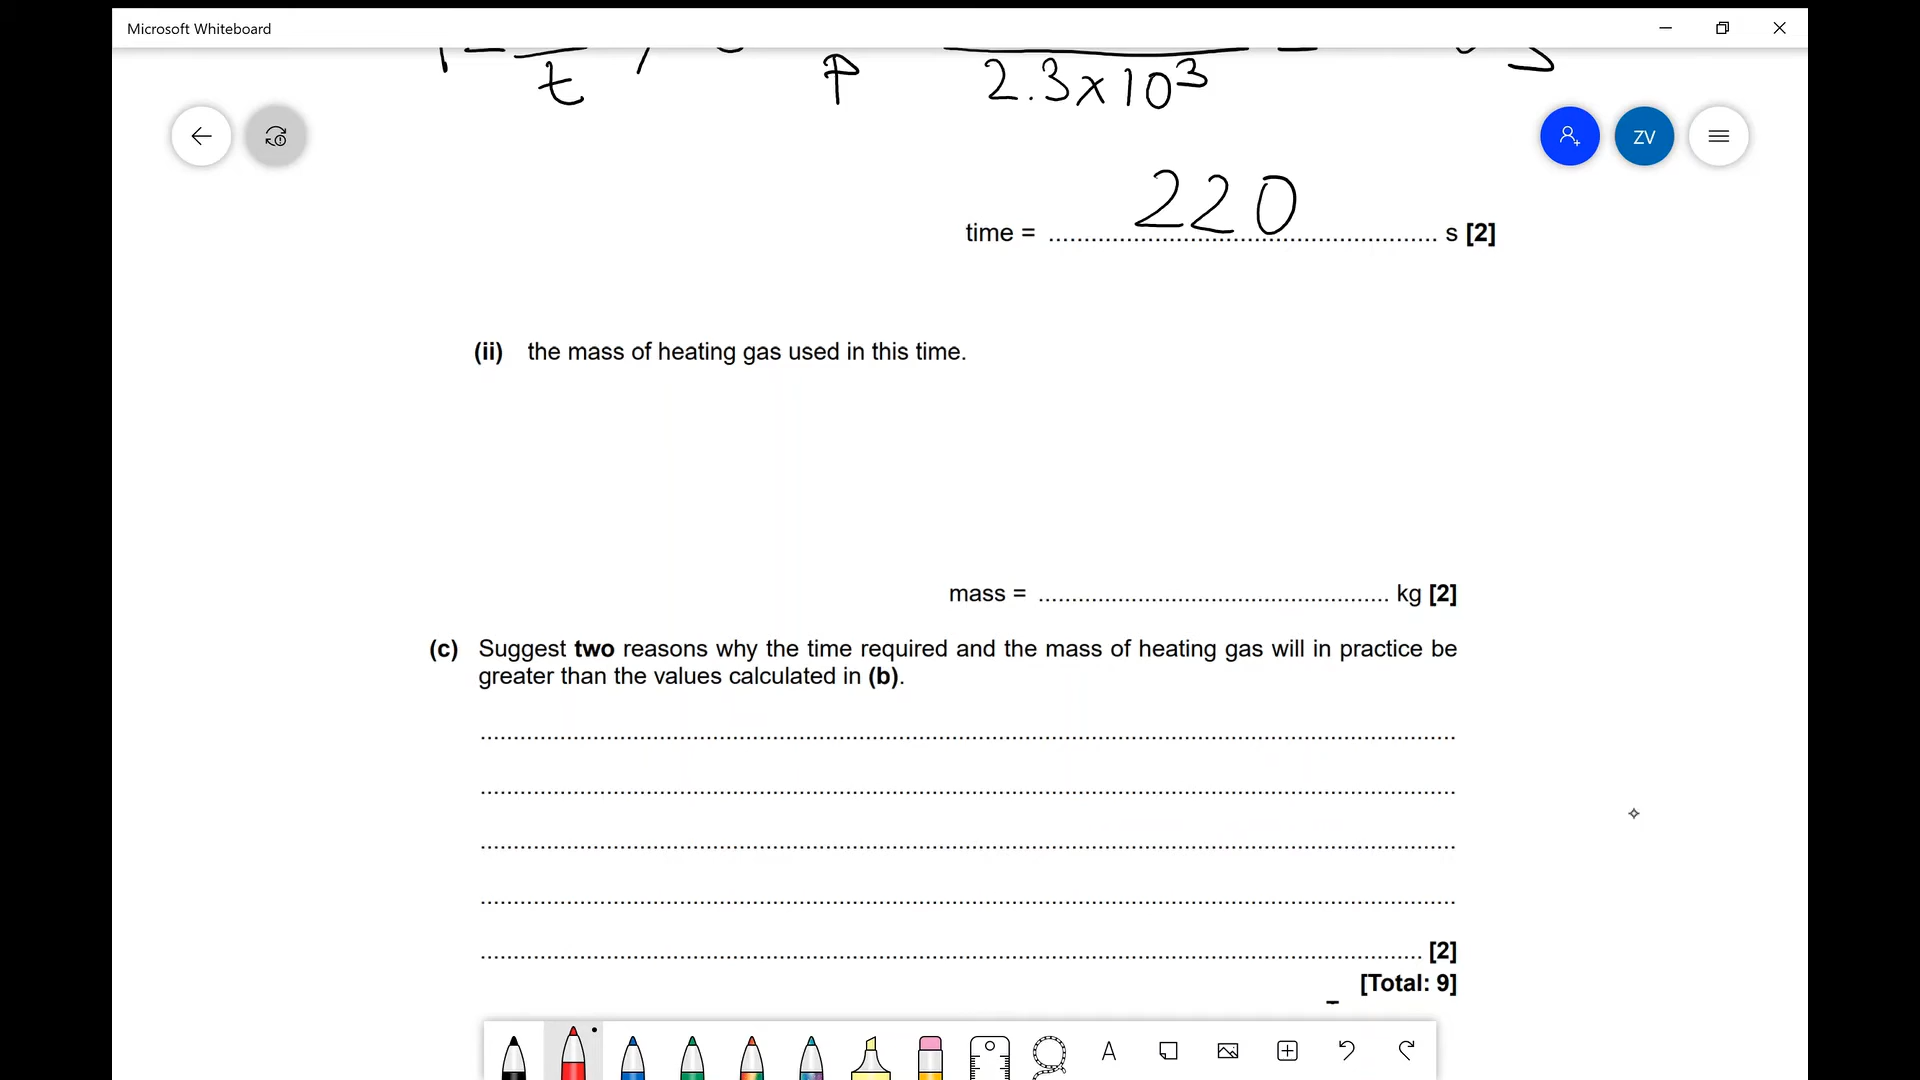 Microsoft Whiteboard
t P 2.3x10³
ZV
220
time = ........................................................ s [2]
(ii) the mass of heating gas used in this time.
mass = .................................................... kg [2]
(c) Suggest two reasons why the time required and the mass of heating gas will in practice be
greater than the values calculated in (b).
[2]
[Total: 9]
A